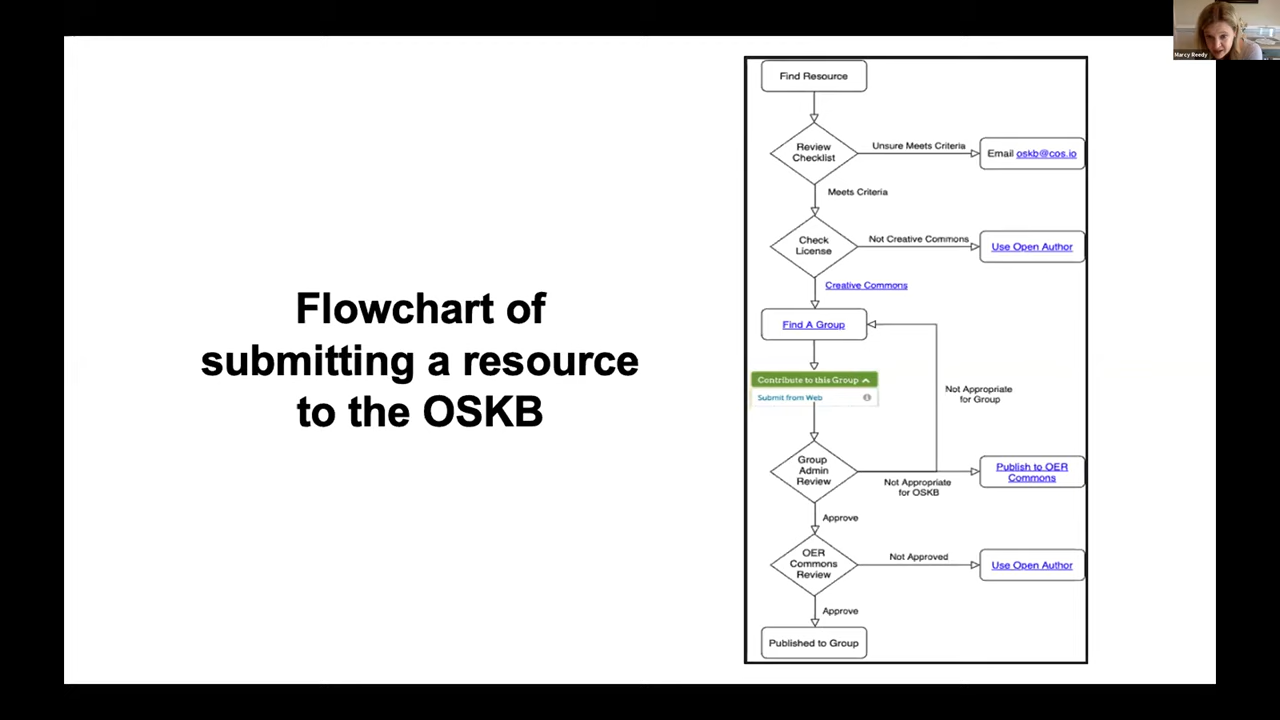 Marcy Reedy
Flowchart of
submitting a resource
to the OSKB
Find Resource
Review
Checklist
Unsure Meets Criteria
Email oskb@cos.io
Meets Criteria
Check
License
Not Creative Commons
Use Open Author
Creative Commons
Find A Group
Contribute to this Group
Submit from Web
Not Appropriate
for Group
Group
Admin
Review
Not Appropriate
for OSKB
Publish to OER
Commons
Approve
OER
Commons
Review
Not Approved
Use Open Author
Approve
Published to Group